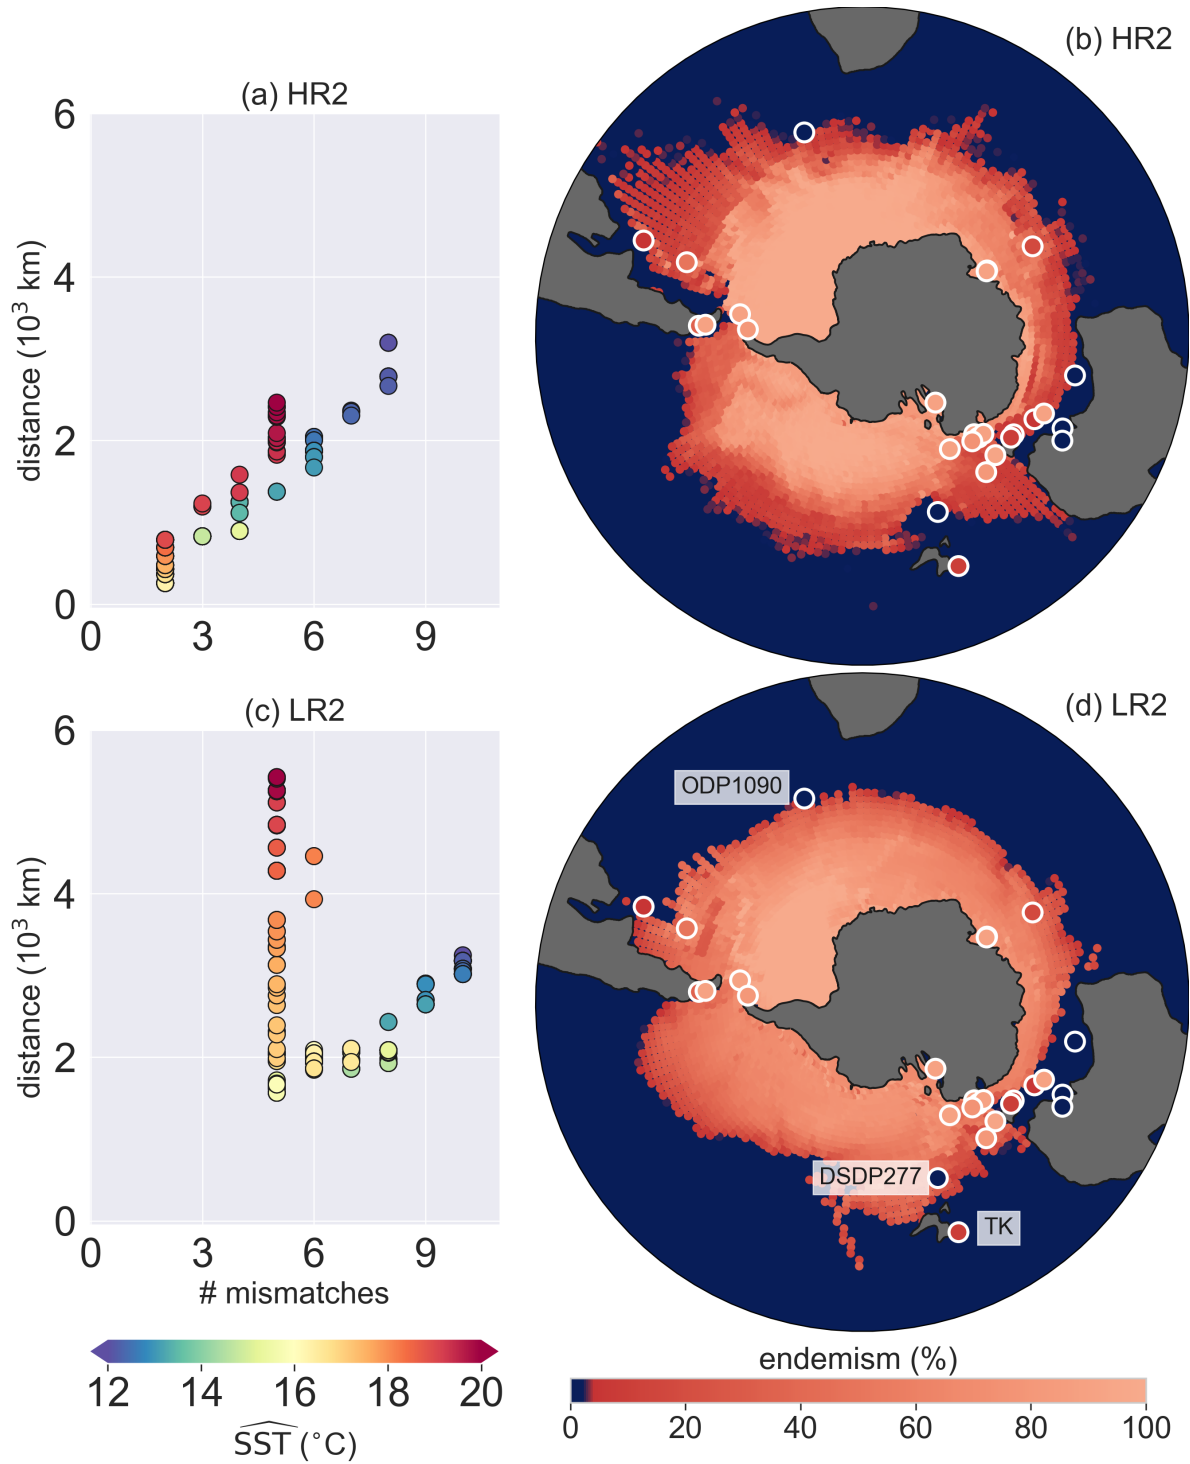 (a) HR2
6
4
2
0
0 3 6 9
distance (10³ km)
(b) HR2
(c) LR2
6
4
2
0
0 3 6 9
distance (10³ km)
# mismatches
12 14 16 18 20
SST (°C)
(d) LR2
ODP1090
DSDP277
TK
endemism (%)
0 20 40 60 80 100